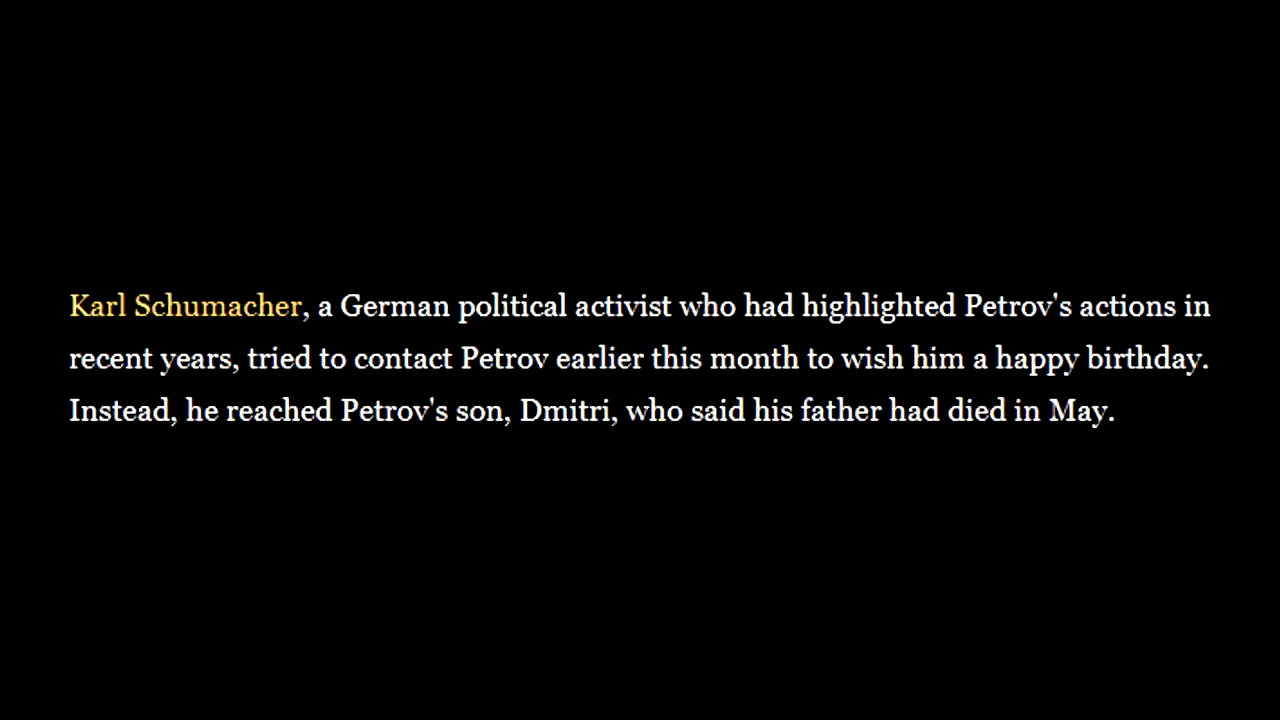 Karl Schumacher, a German political activist who had highlighted Petrov's actions in
recent years, tried to contact Petrov earlier this month to wish him a happy birthday.
Instead, he reached Petrov's son, Dmitri, who said his father had died in May.